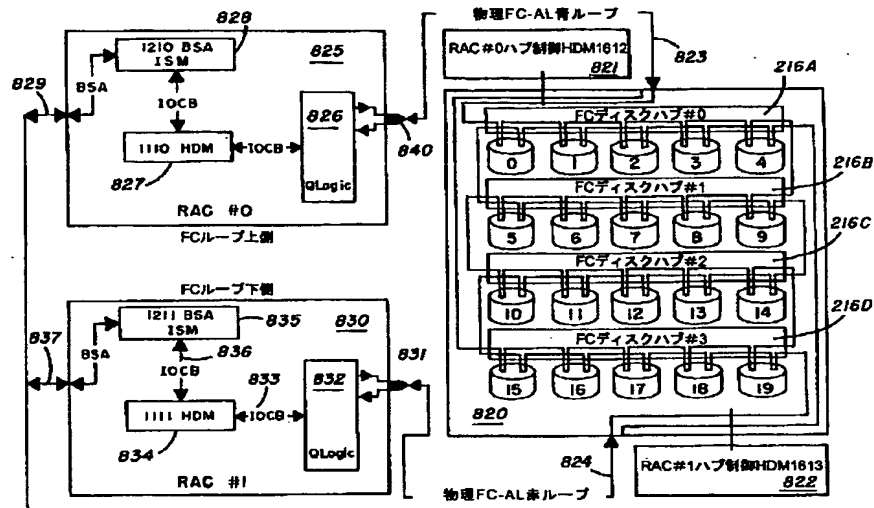 物理FC-AL青ループ
828
1210 BSA
ISM
825
RAC#0ハブ制御HDM1612
821
823
829
BSA
IOCB
826
216A
FCディスクハブ#0
1110 HDM
IOCB
840
0 1 2 3 4
827
QLogic
216B
FCディスクハブ#1
RAC #0
5 6 7 8 9
FCループ上側
216C
FCディスクハブ#2
FCループ下側
10 11 12 13 14
1211 BSA
ISM
835
830
216D
837
BSA
836
831
FCディスクハブ#3
IOCB
833
832
15 16 17 18 19
1111 HDM
IOCB
820
834
QLogic
824
RAC#1ハブ制御HDM1613
822
RAC #1
物理FC-AL赤ループ